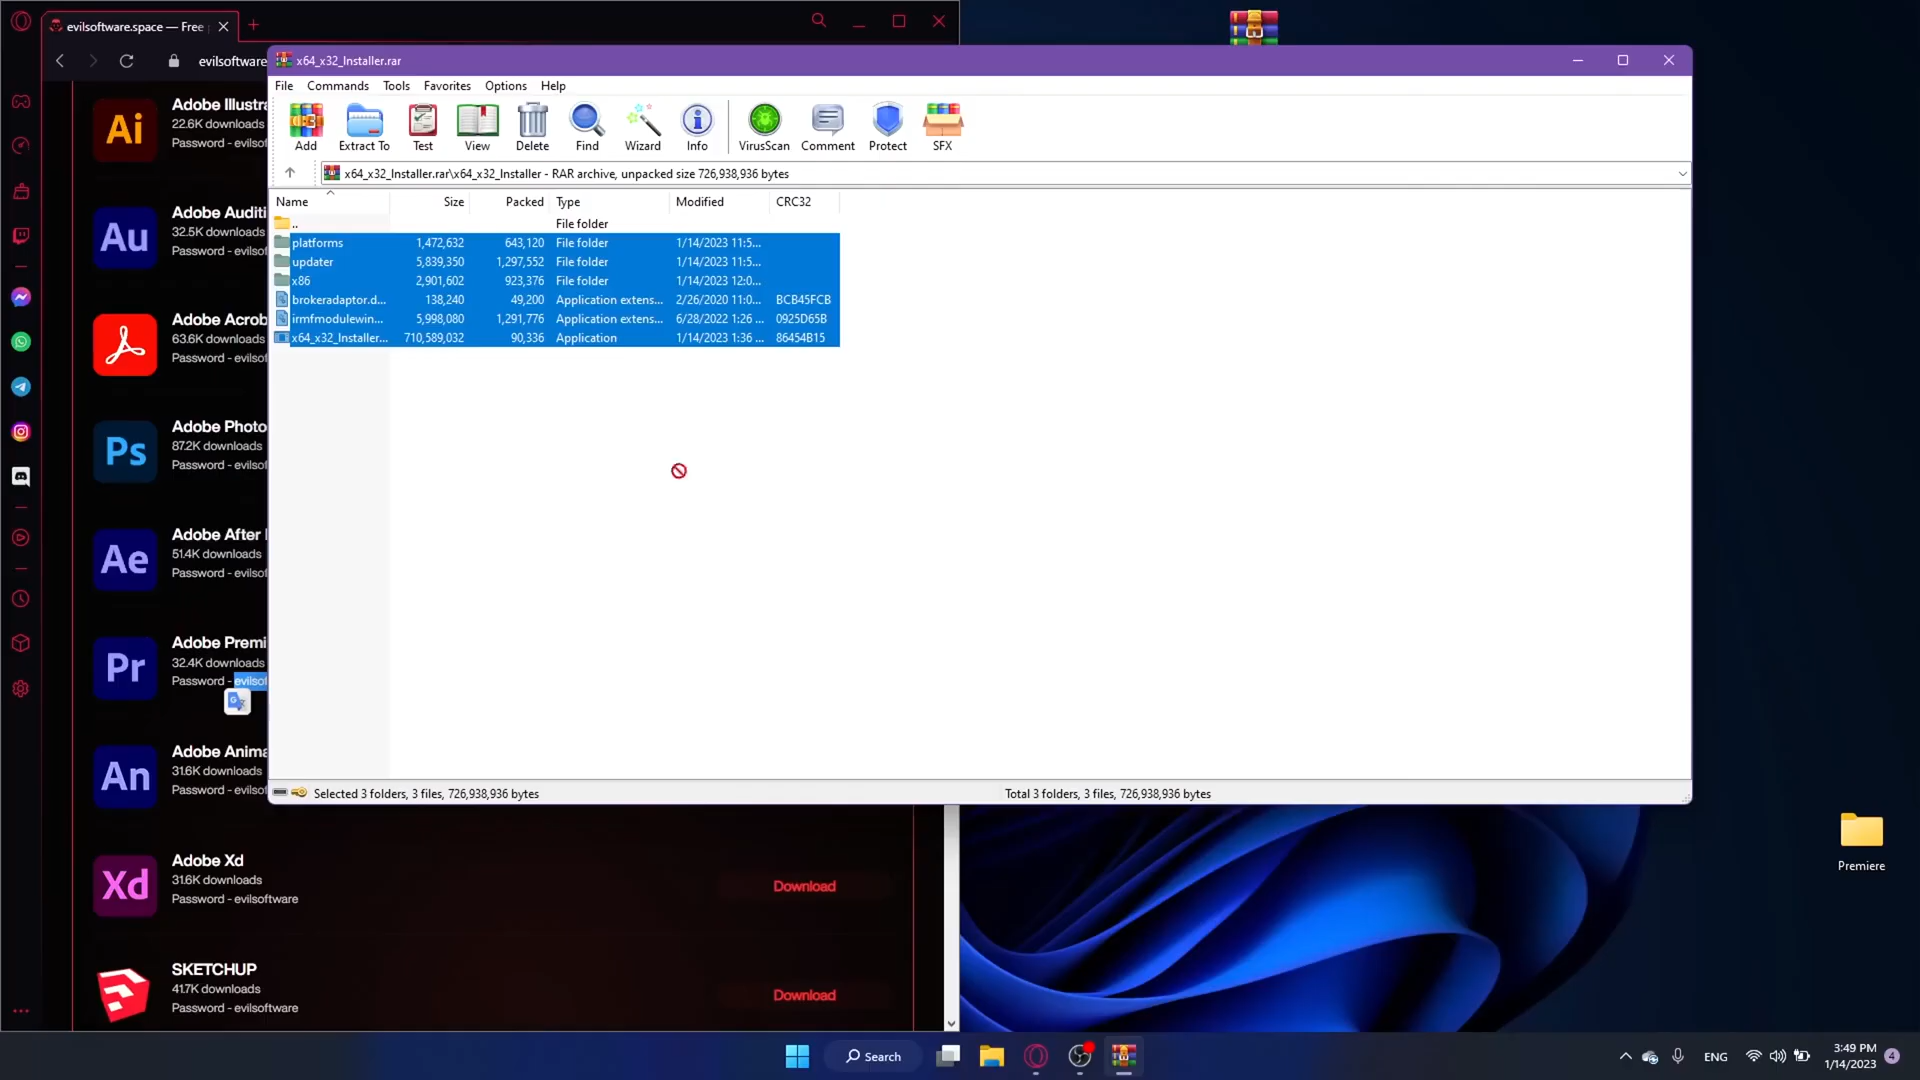 evilsoftware.space — Free
evilsoftware
Ai
Adobe Illustra
22.6K downloads
Password - evilsof
Au
Adobe Auditi
32.5K downloads
Password - evilsof
Adobe Acrob
63.6K downloads
Password - evilsof
Ps
Adobe Photo
87.2K downloads
Password - evilsof
Ae
Adobe After
51.4K downloads
Password - evilsof
Pr
Adobe Premi
32.4K downloads
Password - evilsof
An
Adobe Anima
31.6K downloads
Password - evilsof
Xd
Adobe Xd
31.6K downloads
Password - evilsoftware
Download
SKETCHUP
41.7K downloads
Password - evilsoftware
Download
x64_x32_Installer.rar
File Commands Tools Favorites Options Help
Add Extract To Test View Delete Find Wizard Info VirusScan Comment Protect SFX
x64_x32_Installer.rar\x64_x32_Installer - RAR archive, unpacked size 726,938,936 bytes
Name Size Packed Type Modified CRC32
.. File folder
platforms 1,472,632 643,120 File folder 1/14/2023 11:5...
updater 5,839,350 1,297,552 File folder 1/14/2023 11:5...
x86 2,901,602 923,376 File folder 1/14/2023 12:0...
brokeradaptor.d... 138,240 49,200 Application extens... 2/26/2020 11:0... BCB45FCB
irmfmodulewin... 5,998,080 1,291,776 Application extens... 6/28/2022 1:26 ... 0925D65B
x64_x32_Installer... 710,589,032 90,336 Application 1/14/2023 1:36 ... 86454B15
Selected 3 folders, 3 files, 726,938,936 bytes
Total 3 folders, 3 files, 726,938,936 bytes
Premiere
Search
ENG
3:49 PM
1/14/2023
4